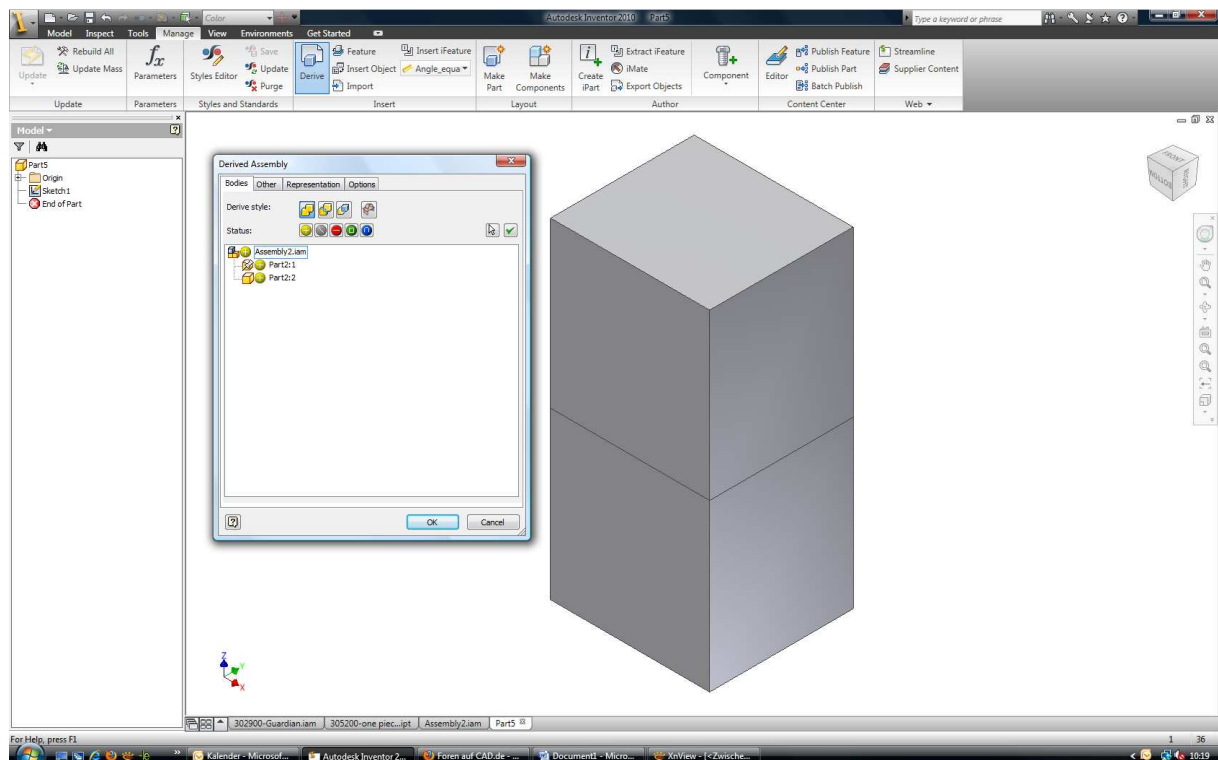 Color
Autodesk Inventor 2010 Part5
Type a keyword or phrase
Model Inspect Tools Manage View Environments Get Started
Update
Rebuild All
Update Mass
Update
fx
Parameters
Parameters
Styles Editor
Save
Update
Purge
Styles and Standards
Derive
Feature
Insert Object
Import
Insert iFeature
Angle_equa
Insert
Make Part
Make Components
Layout
Create iPart
Extract iFeature
iMate
Export Objects
Component
Author
Editor
Publish Feature
Publish Part
Batch Publish
Content Center
Streamline
Supplier Content
Web
Model
Part5
Origin
Sketch1
End of Part
Derived Assembly
Bodies Other Representation Options
Derive style:
Status:
Assembly2.iam
Part2:1
Part2:2
OK Cancel
FRONT
RIGHT
BOTTOM
Z
Y
X
302900-Guardian.iam 305200-one piec...ipt Assembly2.iam Part5
For Help, press F1
1 36
Kalender - Microsof... Autodesk Inventor 2... Foren auf CAD.de - ... Document1 - Micro... XnView - [<Zwische...
10:19